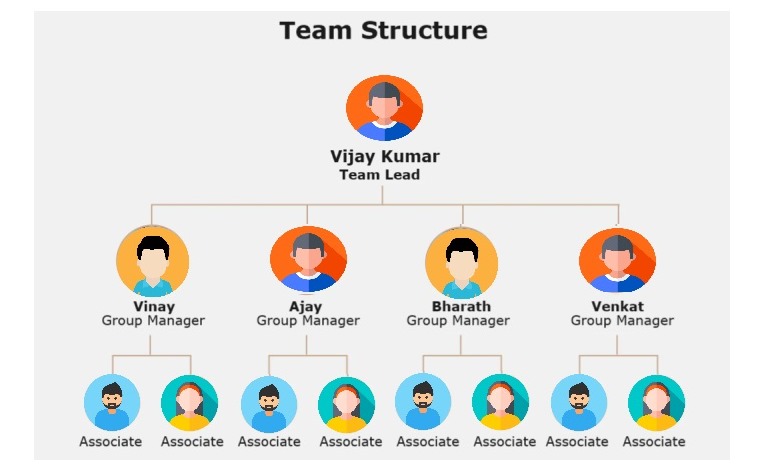 Team Structure
Vijay Kumar
Team Lead
Vinay
Group Manager
Ajay
Group Manager
Bharath
Group Manager
Venkat
Group Manager
Associate
Associate
Associate
Associate
Associate
Associate
Associate
Associate